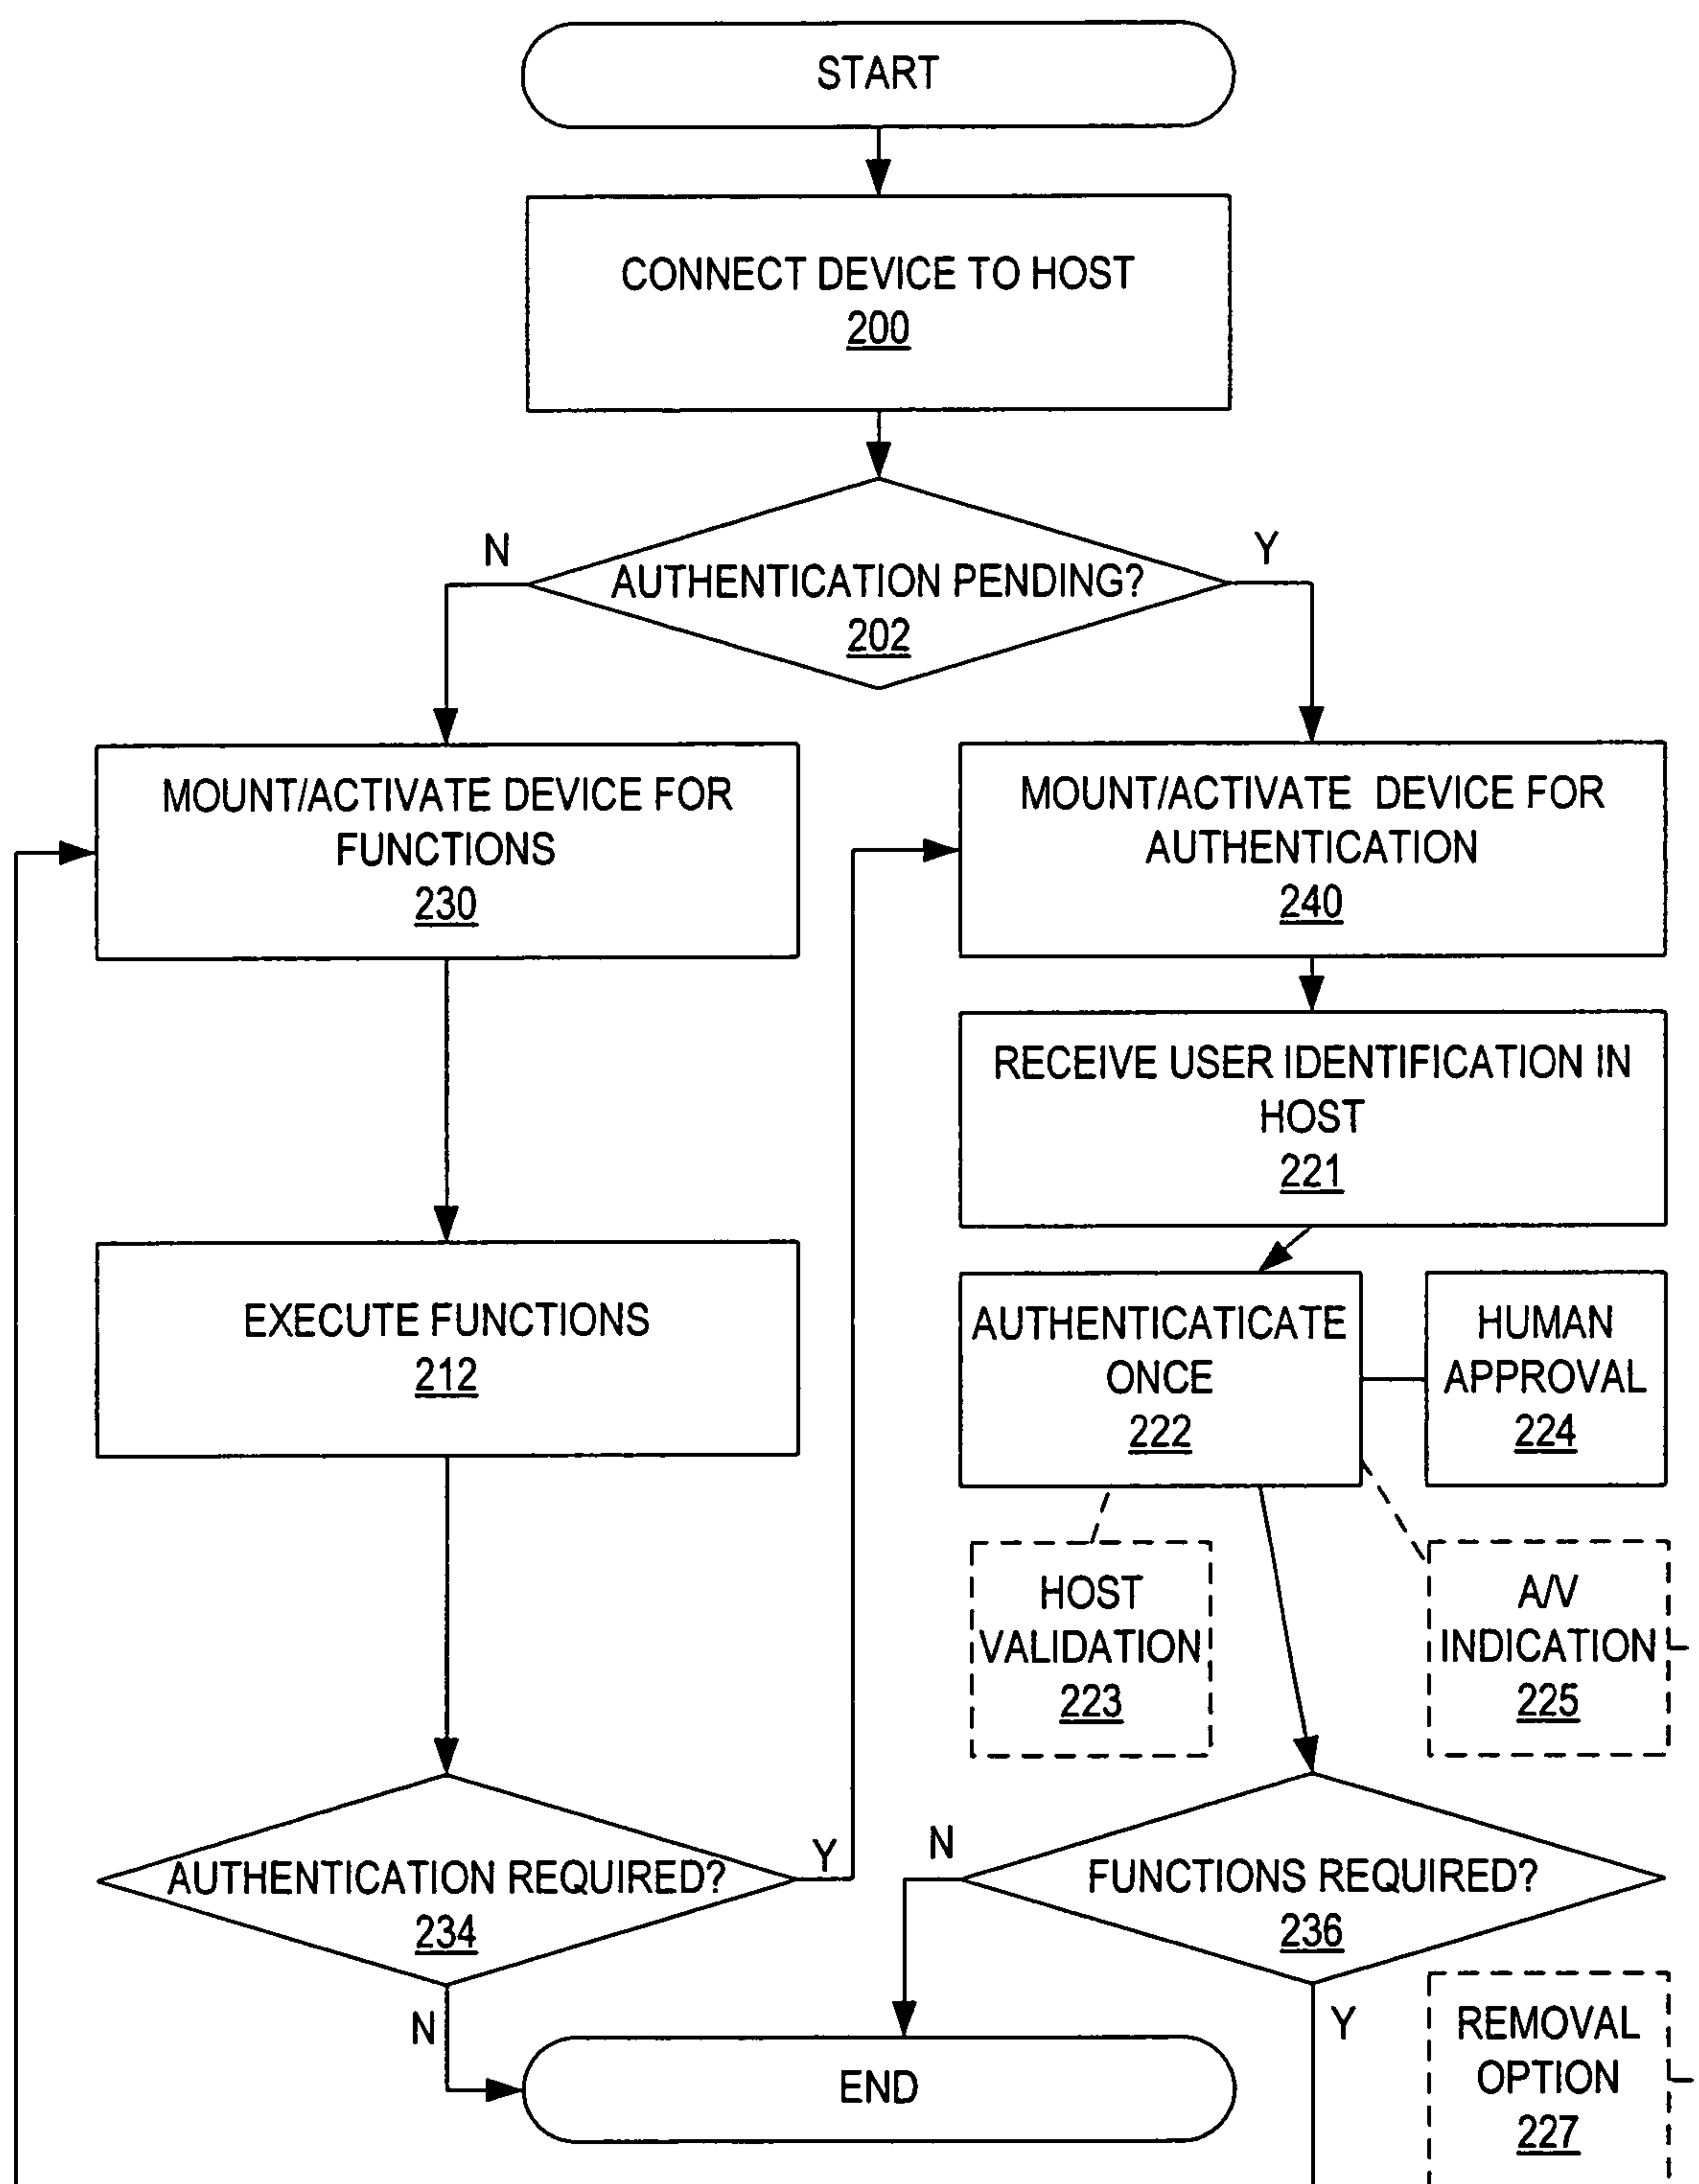 START
CONNECT DEVICE TO HOST
200
N
Y
AUTHENTICATION PENDING?
202
MOUNT/ACTIVATE DEVICE FOR
FUNCTIONS
230
MOUNT/ACTIVATE DEVICE FOR
AUTHENTICATION
240
RECEIVE USER IDENTIFICATION IN
HOST
221
EXECUTE FUNCTIONS
212
AUTHENTICATICATE
ONCE
222
HUMAN
APPROVAL
224
HOST
VALIDATION
223
A/V
INDICATION
225
AUTHENTICATION REQUIRED?
234
Y
N
N
FUNCTIONS REQUIRED?
236
Y
END
REMOVAL
OPTION
227